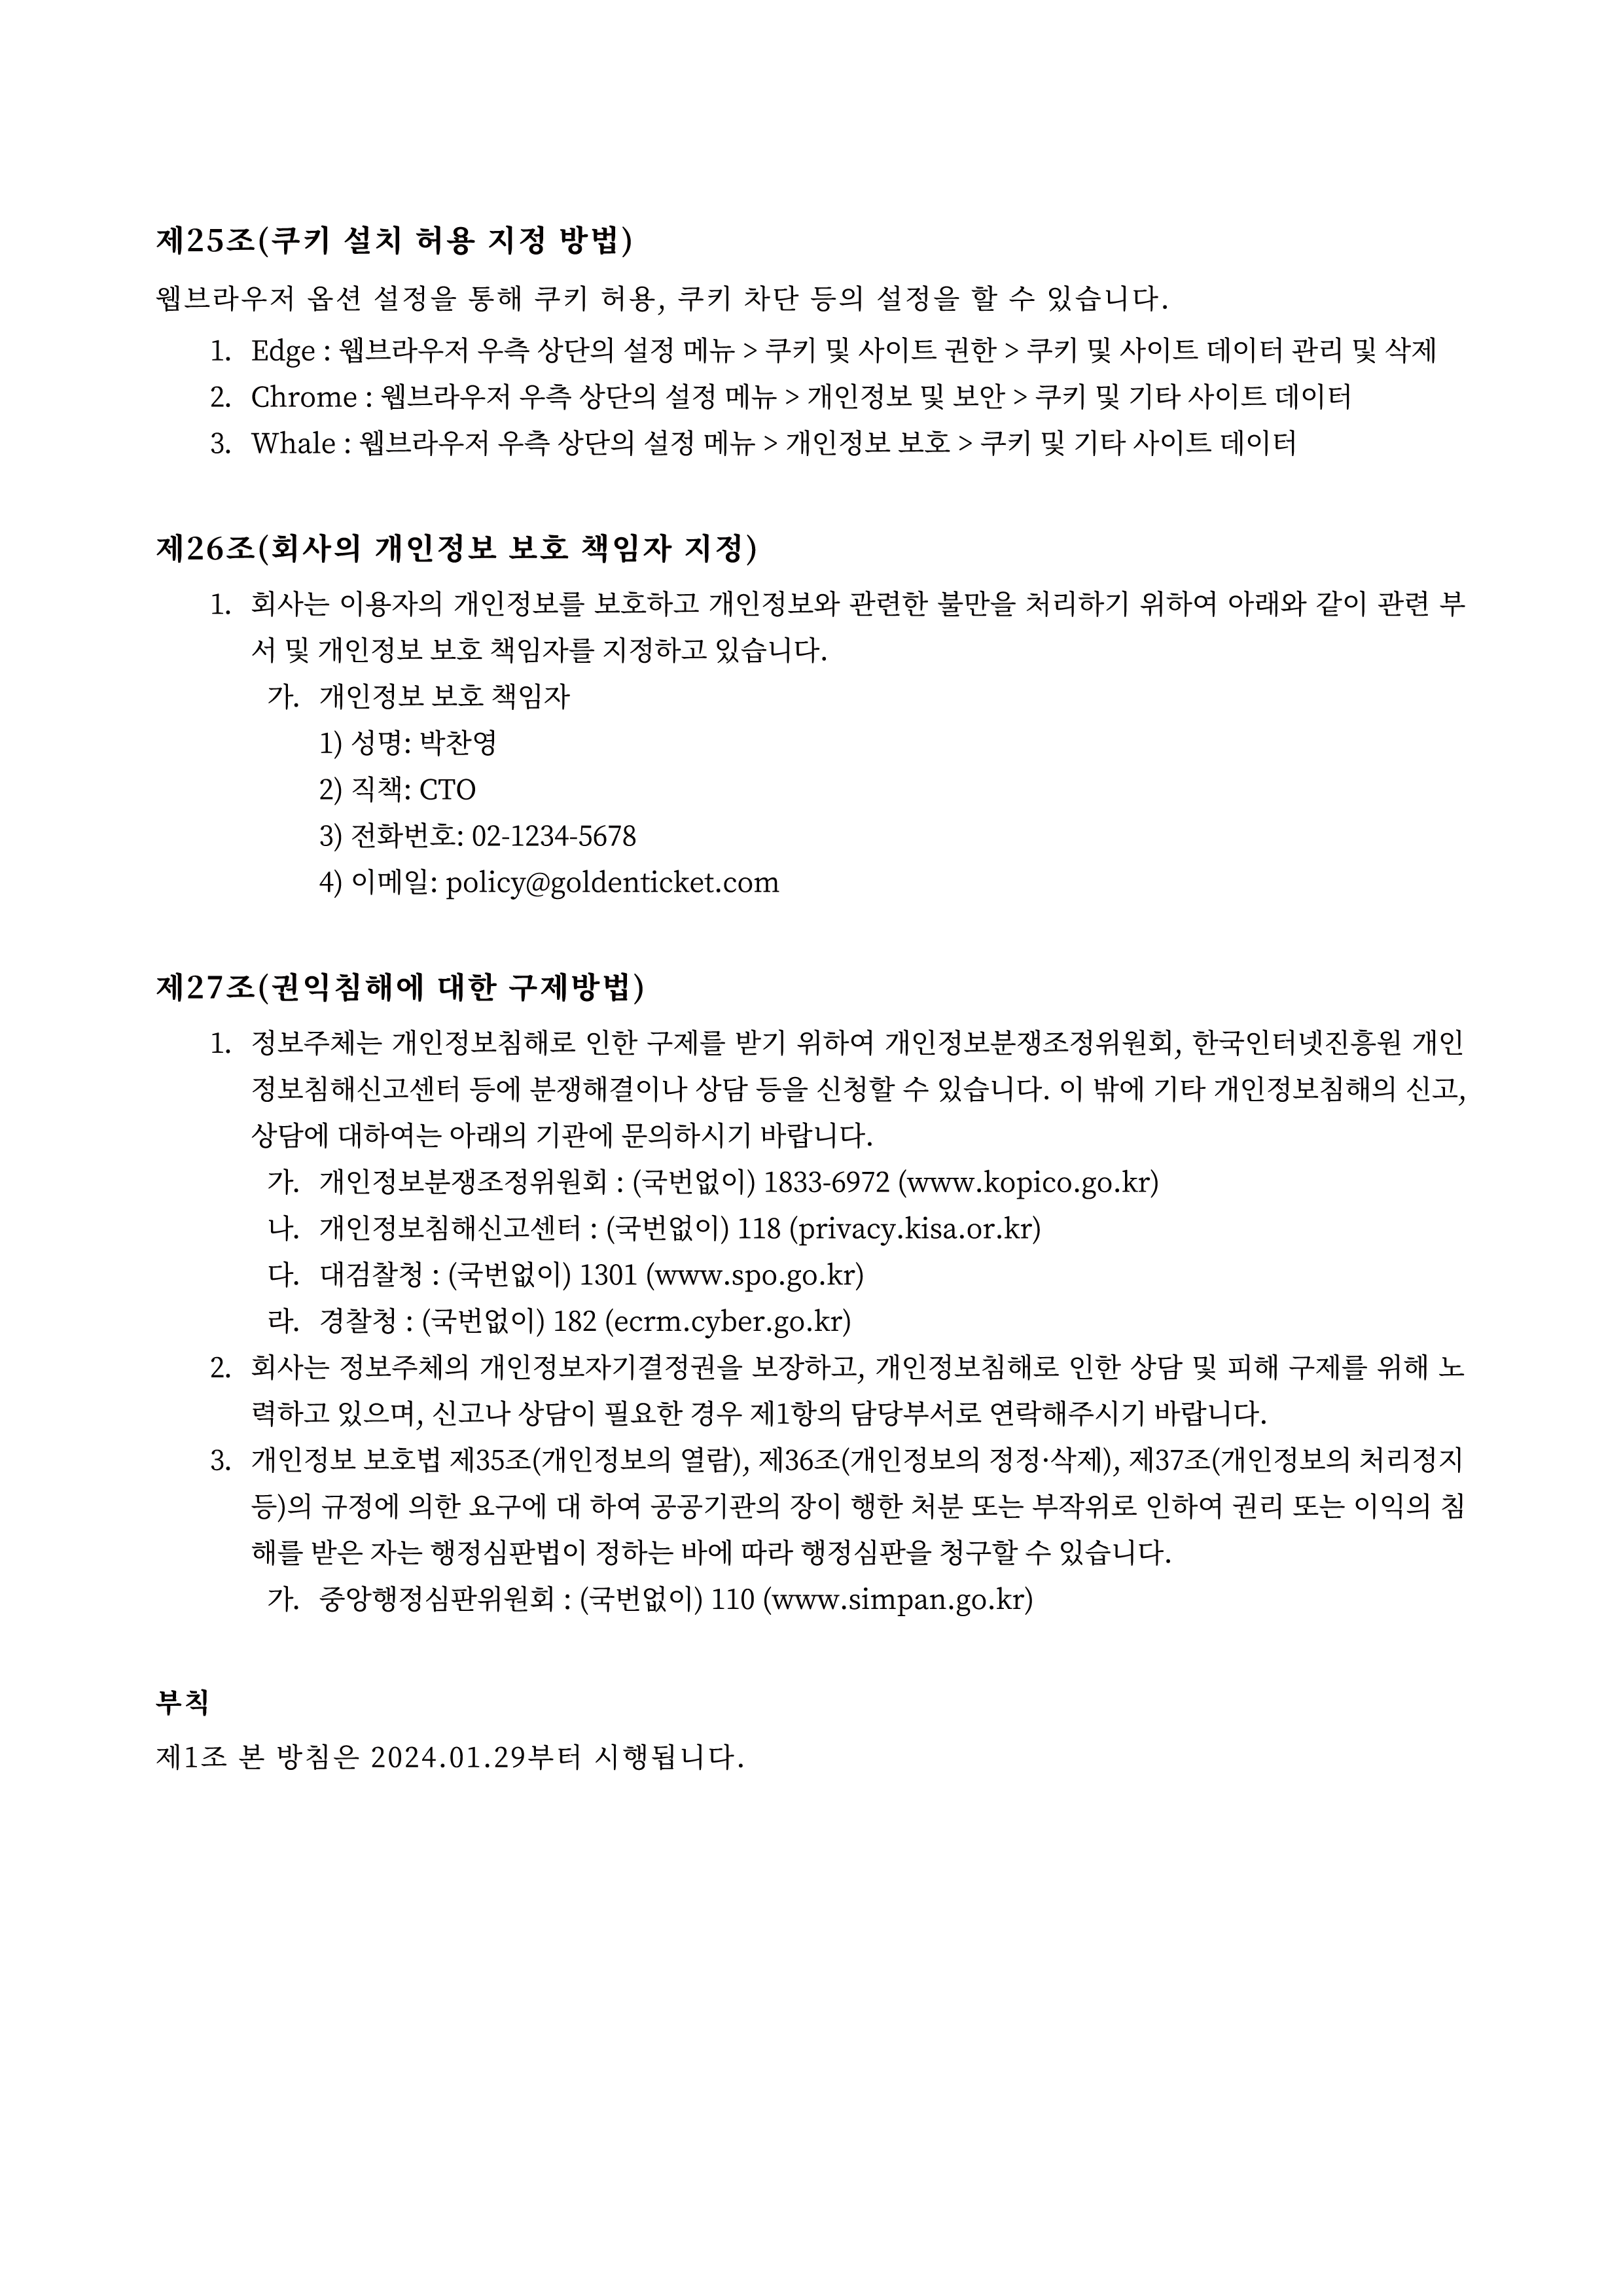 제25조(쿠키 설치 허용 지정 방법)
웹브라우저 옵션 설정을 통해 쿠키 허용, 쿠키 차단 등의 설정을 할 수 있습니다.
1. Edge : 웹브라우저 우측 상단의 설정 메뉴 > 쿠키 및 사이트 권한 > 쿠키 및 사이트 데이터 관리 및 삭제
2. Chrome : 웹브라우저 우측 상단의 설정 메뉴 > 개인정보 및 보안 > 쿠키 및 기타 사이트 데이터
3. Whale : 웹브라우저 우측 상단의 설정 메뉴 > 개인정보 보호 > 쿠키 및 기타 사이트 데이터
제26조(회사의 개인정보 보호 책임자 지정)
1. 회사는 이용자의 개인정보를 보호하고 개인정보와 관련한 불만을 처리하기 위하여 아래와 같이 관련 부
서 및 개인정보 보호 책임자를 지정하고 있습니다.
가. 개인정보 보호 책임자
1) 성명: 박찬영
2) 직책: CTO
3) 전화번호: 02-1234-5678
4) 이메일: policy@goldenticket.com
제27조(권익침해에 대한 구제방법)
1. 정보주체는 개인정보침해로 인한 구제를 받기 위하여 개인정보분쟁조정위원회, 한국인터넷진흥원 개인
정보침해신고센터 등에 분쟁해결이나 상담 등을 신청할 수 있습니다. 이 밖에 기타 개인정보침해의 신고,
상담에 대하여는 아래의 기관에 문의하시기 바랍니다.
가. 개인정보분쟁조정위원회 : (국번없이) 1833-6972 (www.kopico.go.kr)
나. 개인정보침해신고센터 : (국번없이) 118 (privacy.kisa.or.kr)
다. 대검찰청 : (국번없이) 1301 (www.spo.go.kr)
라. 경찰청 : (국번없이) 182 (ecrm.cyber.go.kr)
2. 회사는 정보주체의 개인정보자기결정권을 보장하고, 개인정보침해로 인한 상담 및 피해 구제를 위해 노
력하고 있으며, 신고나 상담이 필요한 경우 제1항의 담당부서로 연락해주시기 바랍니다.
3. 개인정보 보호법 제35조(개인정보의 열람), 제36조(개인정보의 정정·삭제), 제37조(개인정보의 처리정지
등)의 규정에 의한 요구에 대 하여 공공기관의 장이 행한 처분 또는 부작위로 인하여 권리 또는 이익의 침
해를 받은 자는 행정심판법이 정하는 바에 따라 행정심판을 청구할 수 있습니다.
가. 중앙행정심판위원회 : (국번없이) 110 (www.simpan.go.kr)
부칙
제1조 본 방침은 2024.01.29부터 시행됩니다.